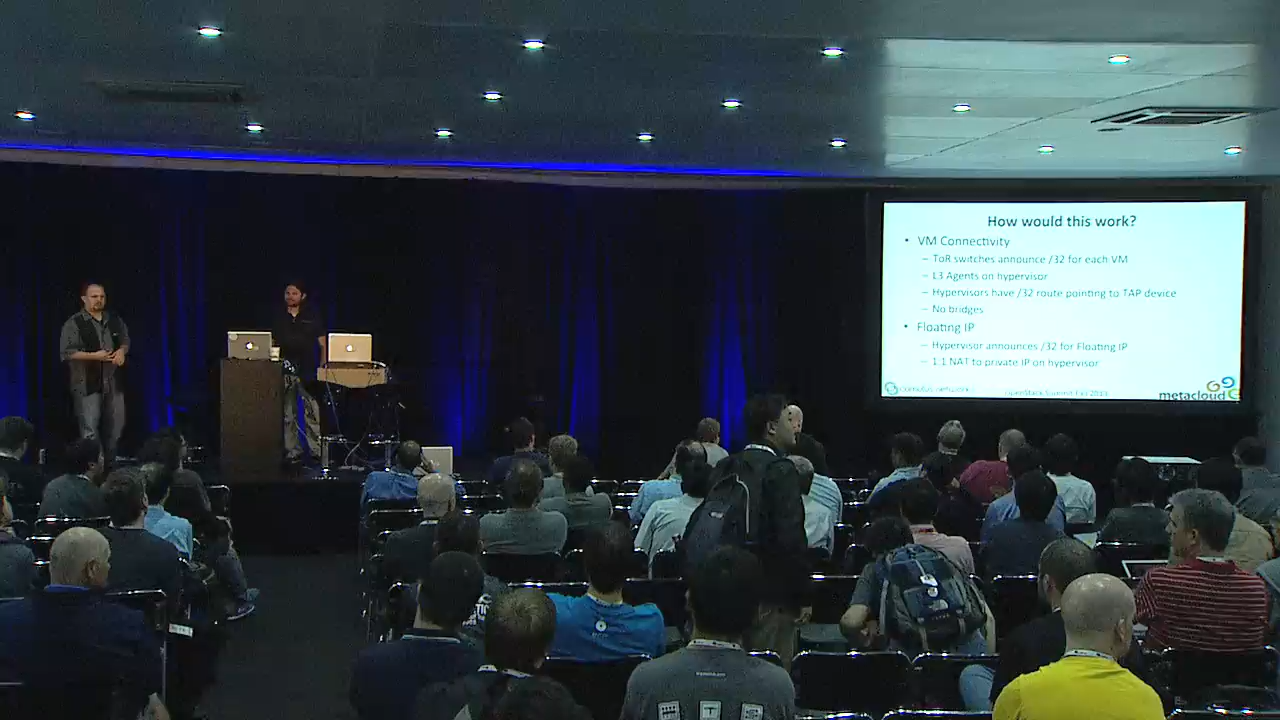 How would this work?
• VM Connectivity
– ToR switches announce /32 for each VM
– L3 Agents on hypervisor
– Hypervisors have /32 route pointing to TAP device
– No bridges
• Floating IP
– Hypervisor announces /32 for Floating IP
– 1:1 NAT to private IP on hypervisor
OpenStack Summit
metacloud